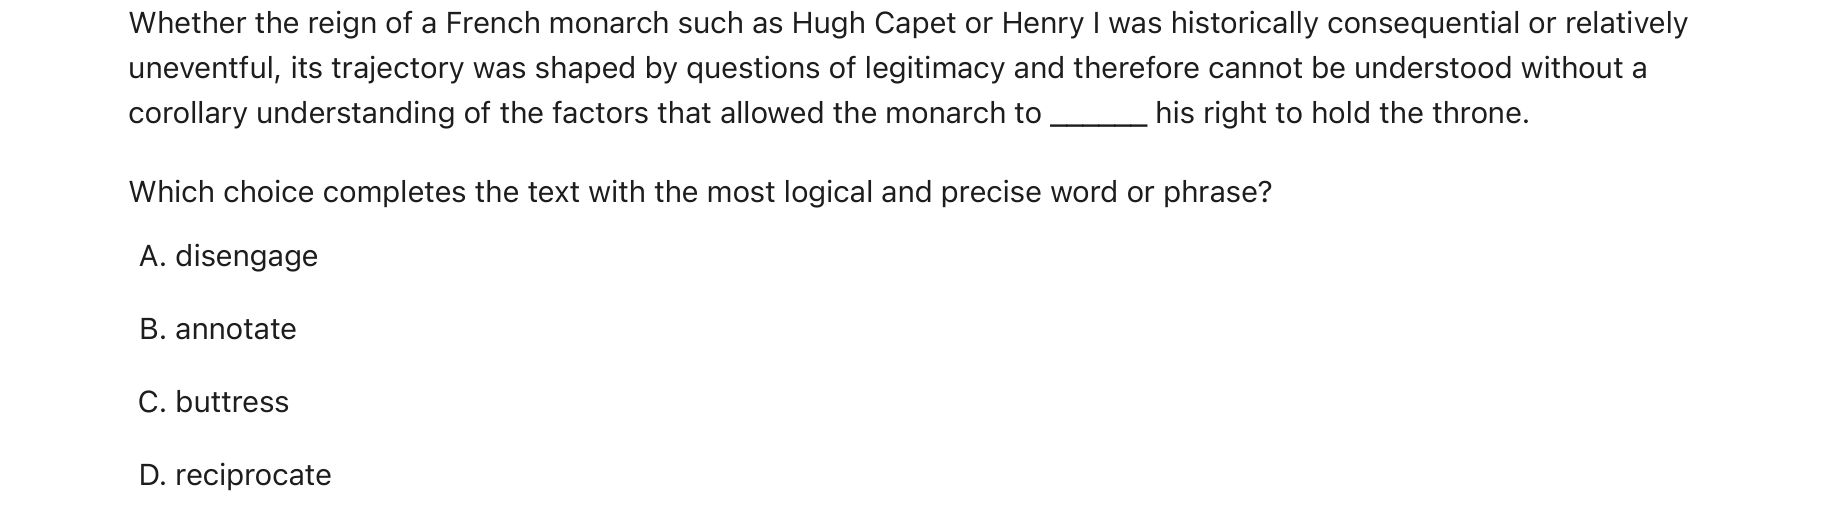 Whether the reign of a French monarch such as Hugh Capet or Henry I was historically consequential or relatively
uneventful, its trajectory was shaped by questions of legitimacy and therefore cannot be understood without a
corollary understanding of the factors that allowed the monarch to ______ his right to hold the throne.
Which choice completes the text with the most logical and precise word or phrase?
A. disengage
B. annotate
C. buttress
D. reciprocate